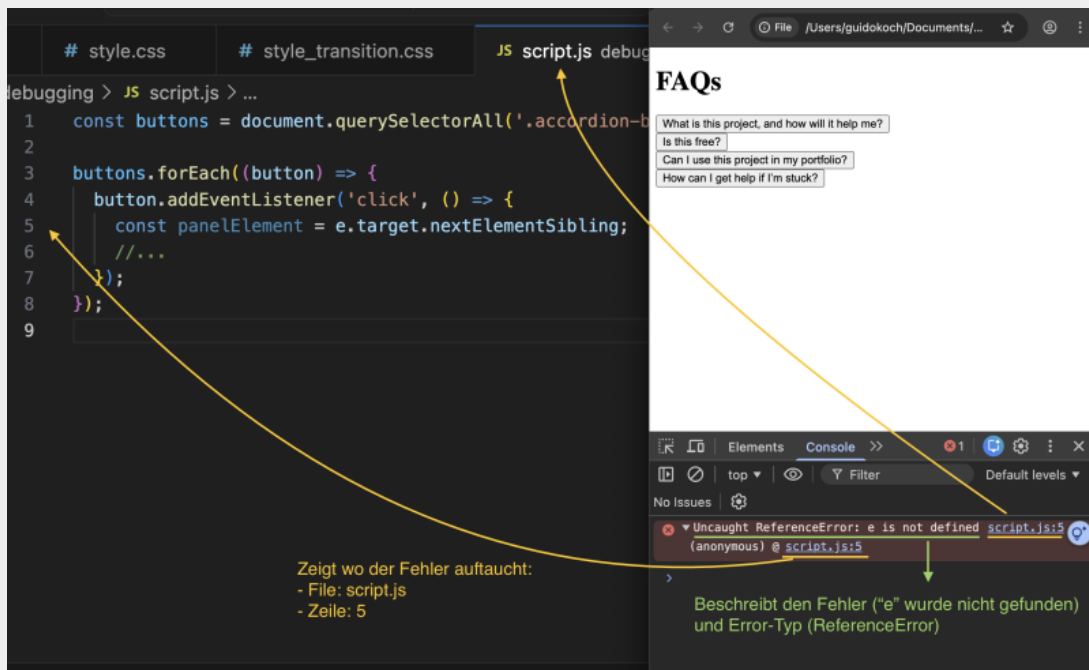 # style.css
# style_transition.css
JS script.js debug
debugging > JS script.js > ...
1 const buttons = document.querySelectorAll('.accordion-b
2
3 buttons.forEach((button) => {
4 button.addEventListener('click', () => {
5 const panelElement = e.target.nextElementSibling;
6 //...
7 });
8 });
9
Zeigt wo der Fehler auftaucht:
- File: script.js
- Zeile: 5
File /Users/guidokoch/Documents/...
FAQs
What is this project, and how will it help me?
Is this free?
Can I use this project in my portfolio?
How can I get help if I'm stuck?
Elements Console >> 1
top Filter Default levels
No Issues
Uncaught ReferenceError: e is not defined script.js:5
(anonymous) @ script.js:5
>
Beschreibt den Fehler ("e" wurde nicht gefunden)
und Error-Typ (ReferenceError)